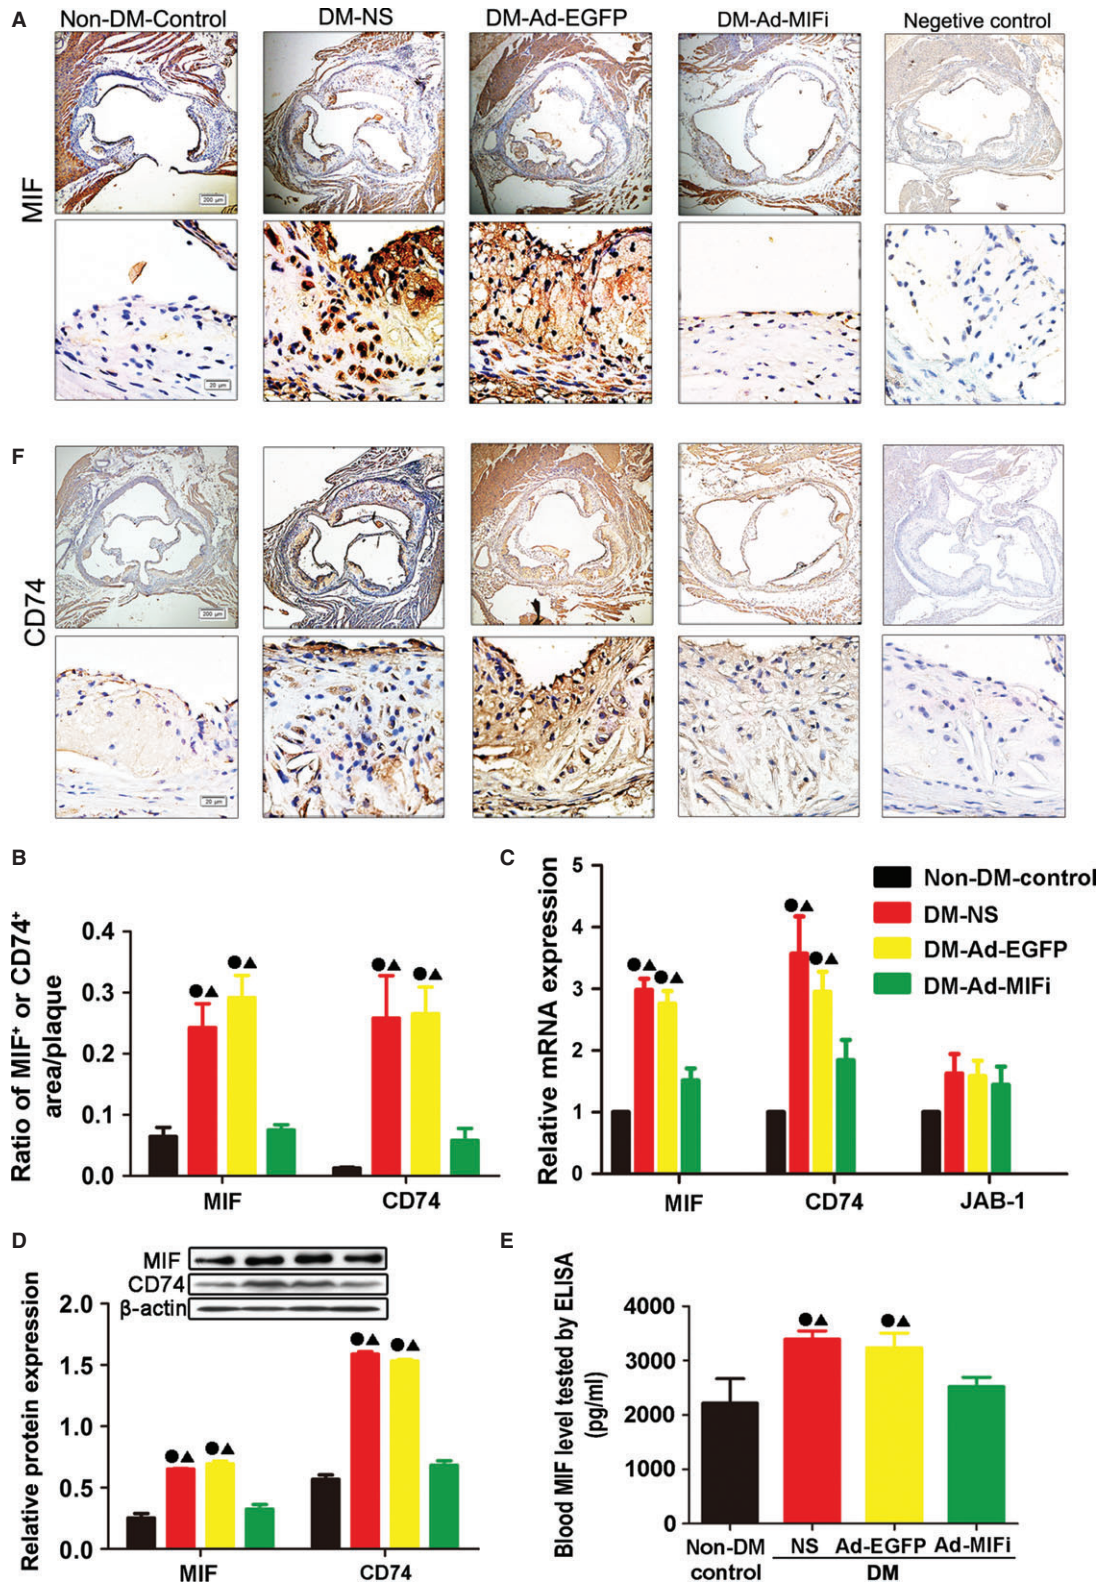 A
Non-DM-Control DM-NS DM-Ad-EGFP DM-Ad-MIFi Negetive control
MIF
200 μm
20 μm
F
CD74
200 μm
20 μm
B
Ratio of MIF⁺ or CD74⁺
area/plaque
0.4
0.3
0.2
0.1
0.0
●▲ ●▲ ●▲ ●▲
MIF CD74
C
Relative mRNA expression
5
4
3
2
1
0
●▲ ●▲ ●▲ ●▲
MIF CD74 JAB-1
Non-DM-control
DM-NS
DM-Ad-EGFP
DM-Ad-MIFi
D
MIF
CD74
β-actin
Relative protein expression
2.0
1.5
1.0
0.5
0.0
●▲ ●▲ ●▲ ●▲
MIF CD74
E
Blood MIF level tested by ELISA
(pg/ml)
4000
3000
2000
1000
0
●▲ ●▲
Non-DM
control
NS Ad-EGFP Ad-MIFi
DM